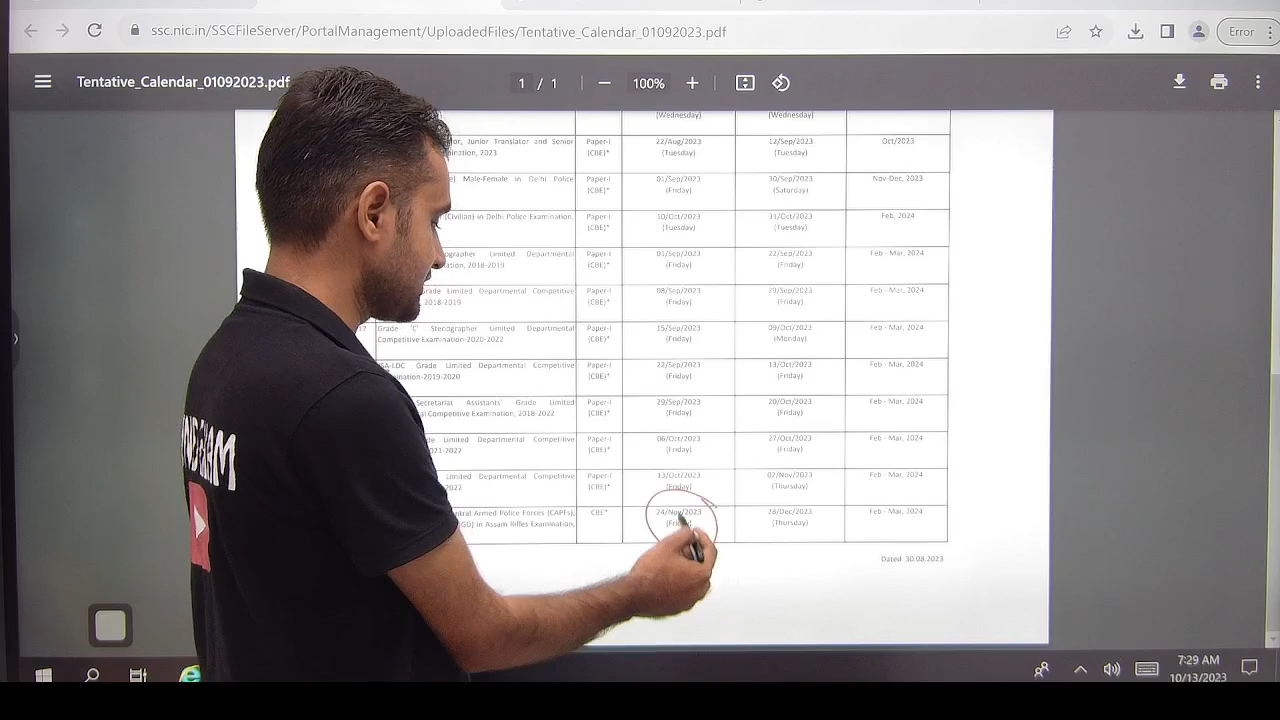 ssc.nic.in/SSCFileServer/PortalManagement/UploadedFiles/Tentative_Calendar_01092023.pdf
Error
Tentative_Calendar_01092023.pdf
1 / 1
100%
(Wednesday) (Wednesday)
Junior Translator and Senior Paper-I 22/Aug/2023 12/Sep/2023 Oct/2023
2023 (CBE)* (Tuesday) (Tuesday)
Male-Female in Delhi Police Paper-I 01/Sep/2023 30/Sep/2023 Nov-Dec, 2023
(CBE)* (Friday) (Saturday)
(Civilian) in Delhi Police Examination, Paper-I 10/Oct/2023 31/Oct/2023 Feb, 2024
(CBE)* (Tuesday) (Tuesday)
Limited Departmental Paper-I 01/Sep/2023 22/Sep/2023 Feb - Mar, 2024
2018-2019 (CBE)* (Friday) (Friday)
Limited Departmental Competitive Paper-I 08/Sep/2023 29/Sep/2023 Feb - Mar, 2024
2018-2019 (CBE)* (Friday) (Friday)
Grade 'C' Stenographer Limited Departmental Paper-I 15/Sep/2023 09/Oct/2023 Feb - Mar, 2024
Competitive Examination-2020-2022 (CBE)* (Friday) (Monday)
Grade Limited Departmental Competitive Paper-I 22/Sep/2023 13/Oct/2023 Feb - Mar, 2024
(CBE)* (Friday) (Friday)
Secretariat Assistants' Grade Limited Paper-I 29/Sep/2023 20/Oct/2023 Feb - Mar, 2024
Competitive Examination, 2018-2022 (CBE)* (Friday) (Friday)
Limited Departmental Competitive Paper-I 06/Oct/2023 27/Oct/2023 Feb - Mar, 2024
(CBE)* (Friday) (Friday)
Limited Departmental Competitive Paper-I 13/Oct/2023 02/Nov/2023 Feb - Mar, 2024
(CBE)* (Friday) (Thursday)
Armed Police Forces (CAPFs), CBE* 24/Nov/2023 28/Dec/2023 Feb - Mar, 2024
in Assam Rifles Examination, (Thursday)
Dated 30.08.2023
7:29 AM
10/13/2023